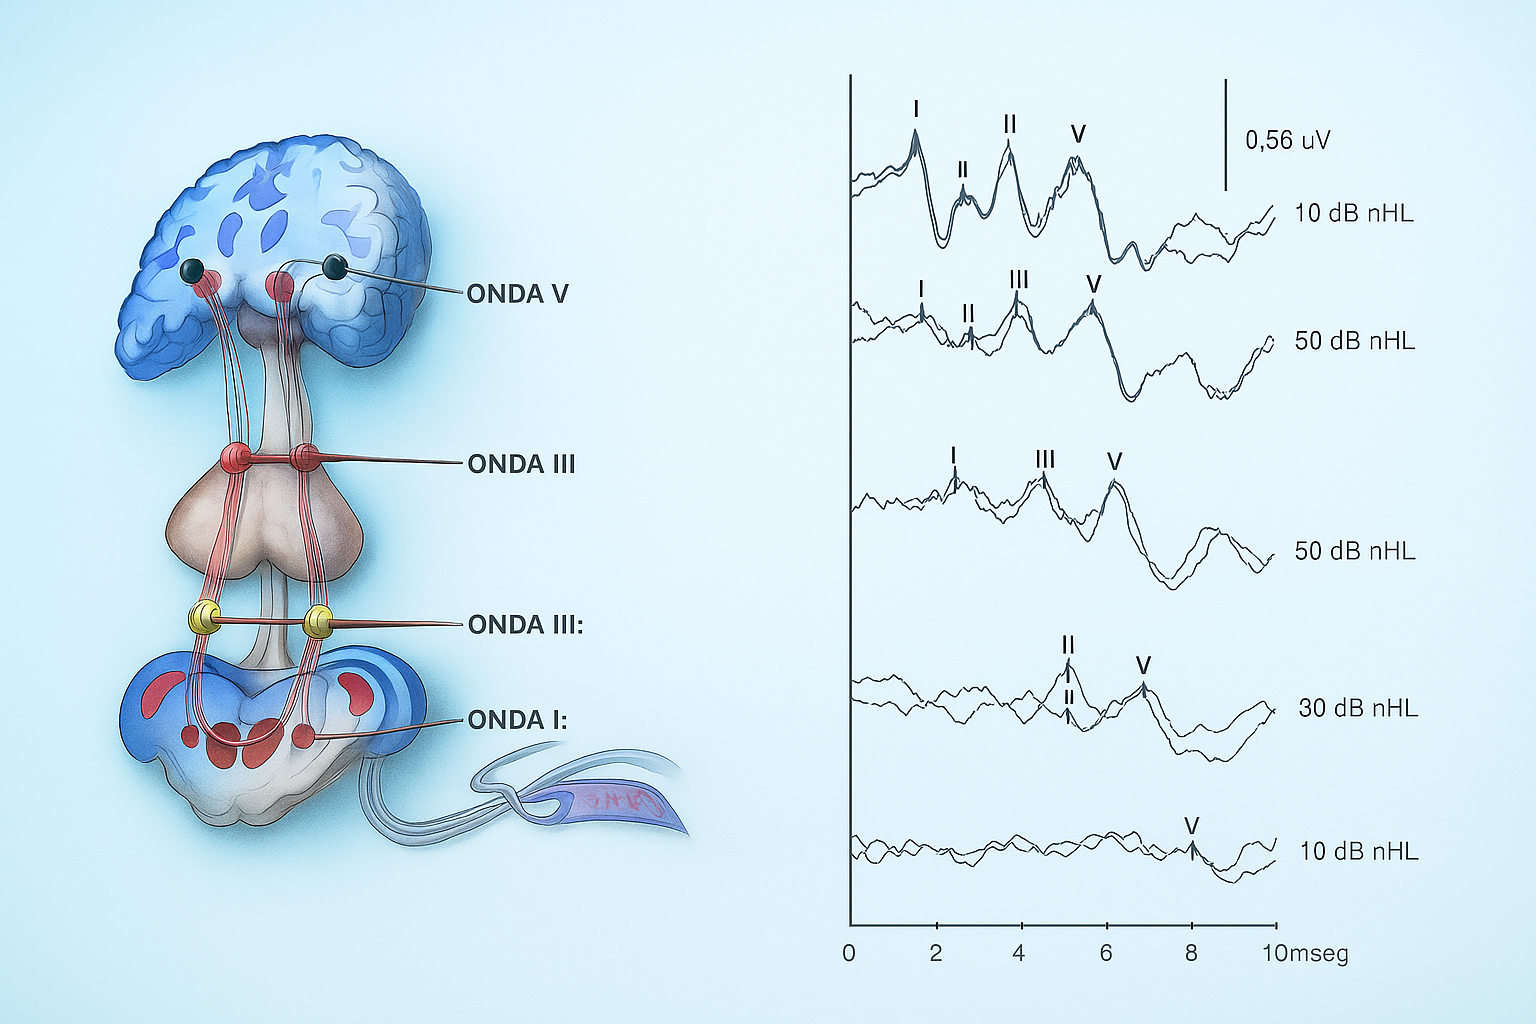 ONDA V
ONDA III
ONDA III:
ONDA I:
I
II
II
V
0,56 uV
10 dB nHL
I
II
III
V
50 dB nHL
I
III
V
50 dB nHL
II
II
V
30 dB nHL
V
10 dB nHL
0 2 4 6 8 10mseg